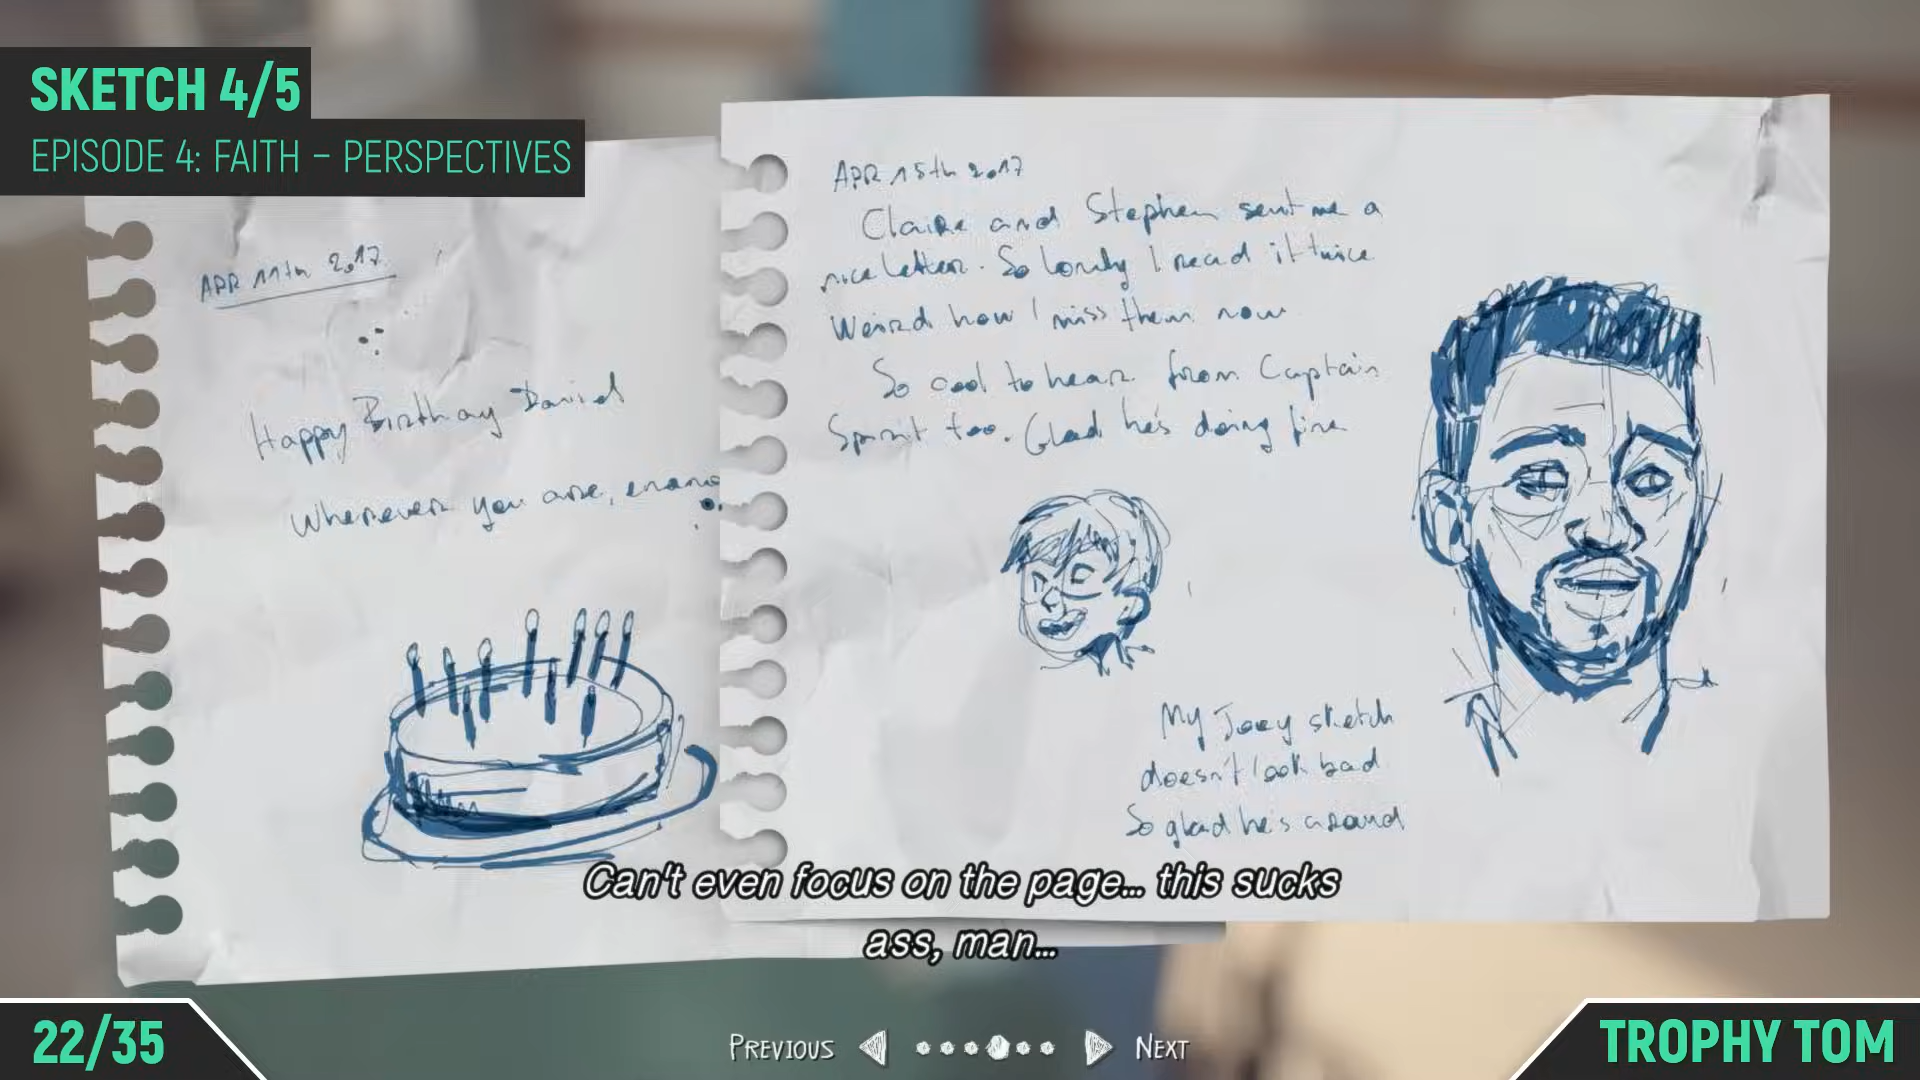 SKETCH 4/5
EPISODE 4: FAITH – PERSPECTIVES
APR 11th 2017
Happy Birthday Daniel
Wherever you are, enano
APR 15th 2017
Claire and Stephen sent me a
nice letter. So lonely I read it twice
Weird how I miss them now
So cool to hear from Captain
Spirit too. Glad he's doing fine
My Joey sketch
doesn't look bad
So glad he's around
Can't even focus on the page... this sucks
ass, man...
22/35
PREVIOUS
NEXT
TROPHY TOM